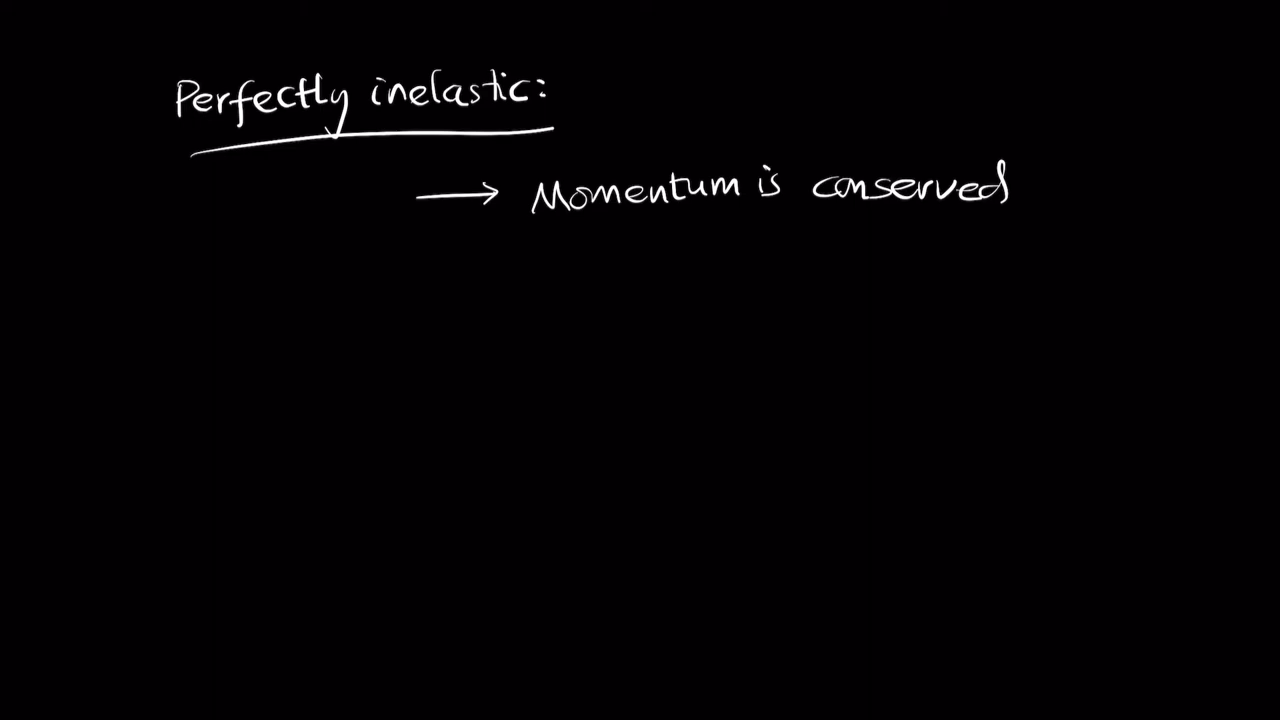 Perfectly inelastic:
→ Momentum is conserved